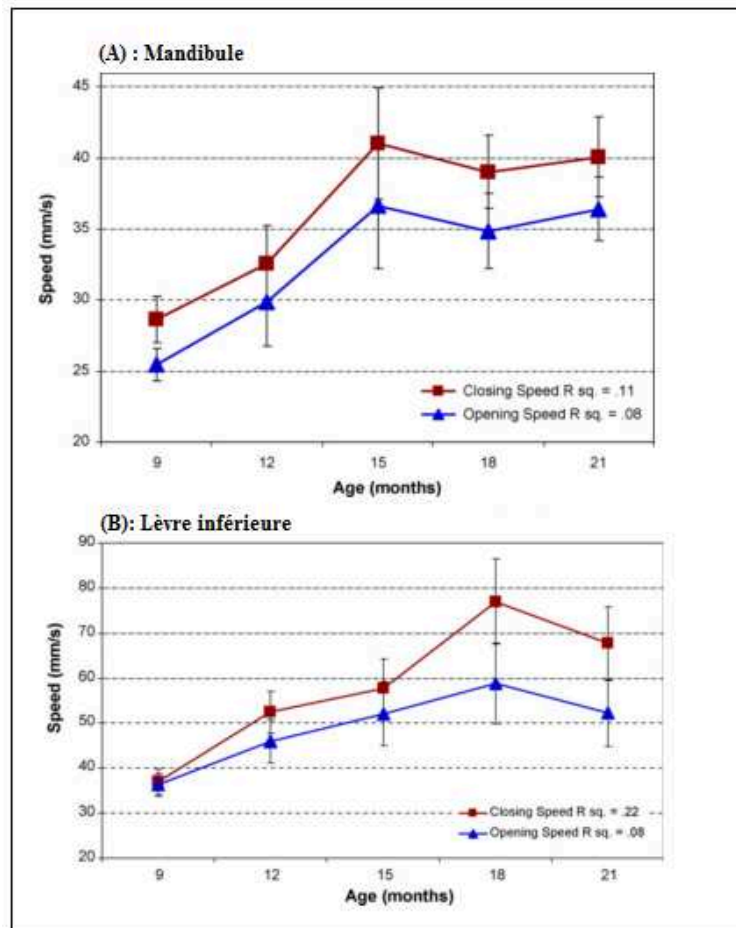 (A) : Mandibule
45
40
35
30
25
20
Speed (mm/s)
Closing Speed R sq. = .11
Opening Speed R sq. = .08
9 12 15 18 21
Age (months)
(B): Lèvre inférieure
90
80
70
60
50
40
30
20
Speed (mm/s)
Closing Speed R sq. = .22
Opening Speed R sq. = .08
9 12 15 18 21
Age (months)